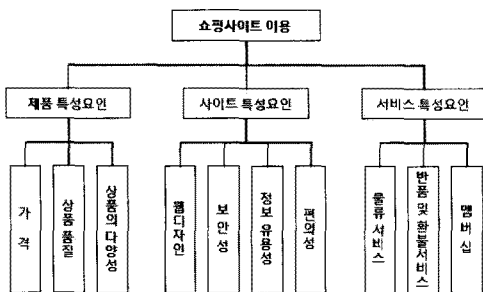 쇼핑사이트 이용
제품 특성요인
사이트 특성요인
서비스 특성요인
가격
상품 품질
상품의 다양성
웹디자인
보안성
정보 유용성
편의성
물류 서비스
반품 및 환불서비스
멤버십